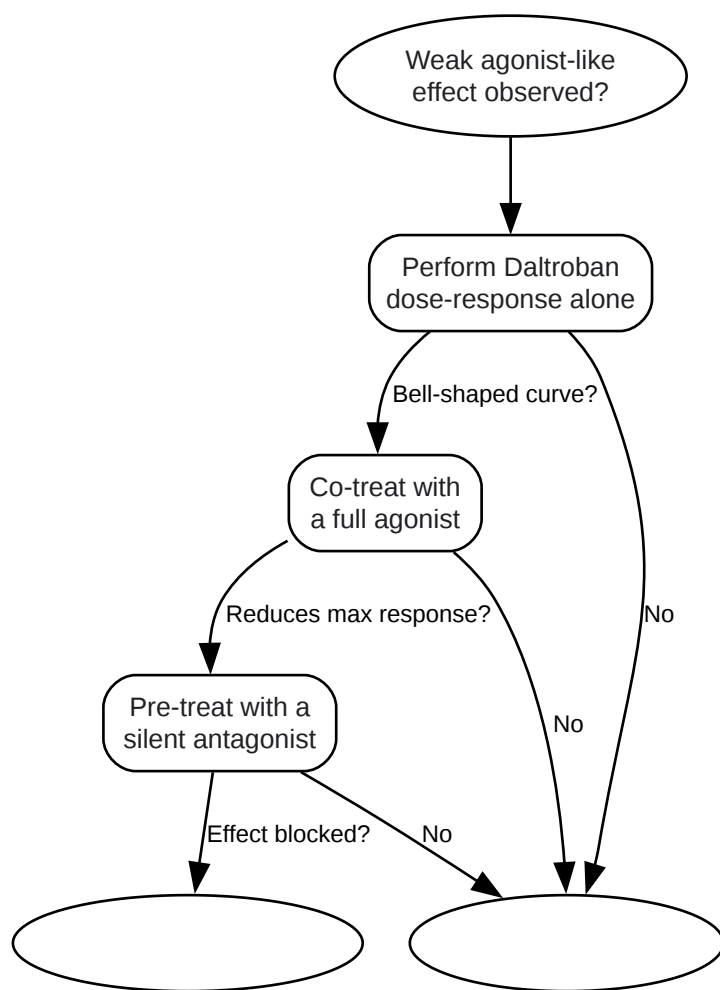 Weak agonist-like
effect observed?
Perform Daltroban
dose-response alone
Bell-shaped curve?
Co-treat with
a full agonist
Reduces max response?
No
Pre-treat with a
silent antagonist
No
Effect blocked?
No